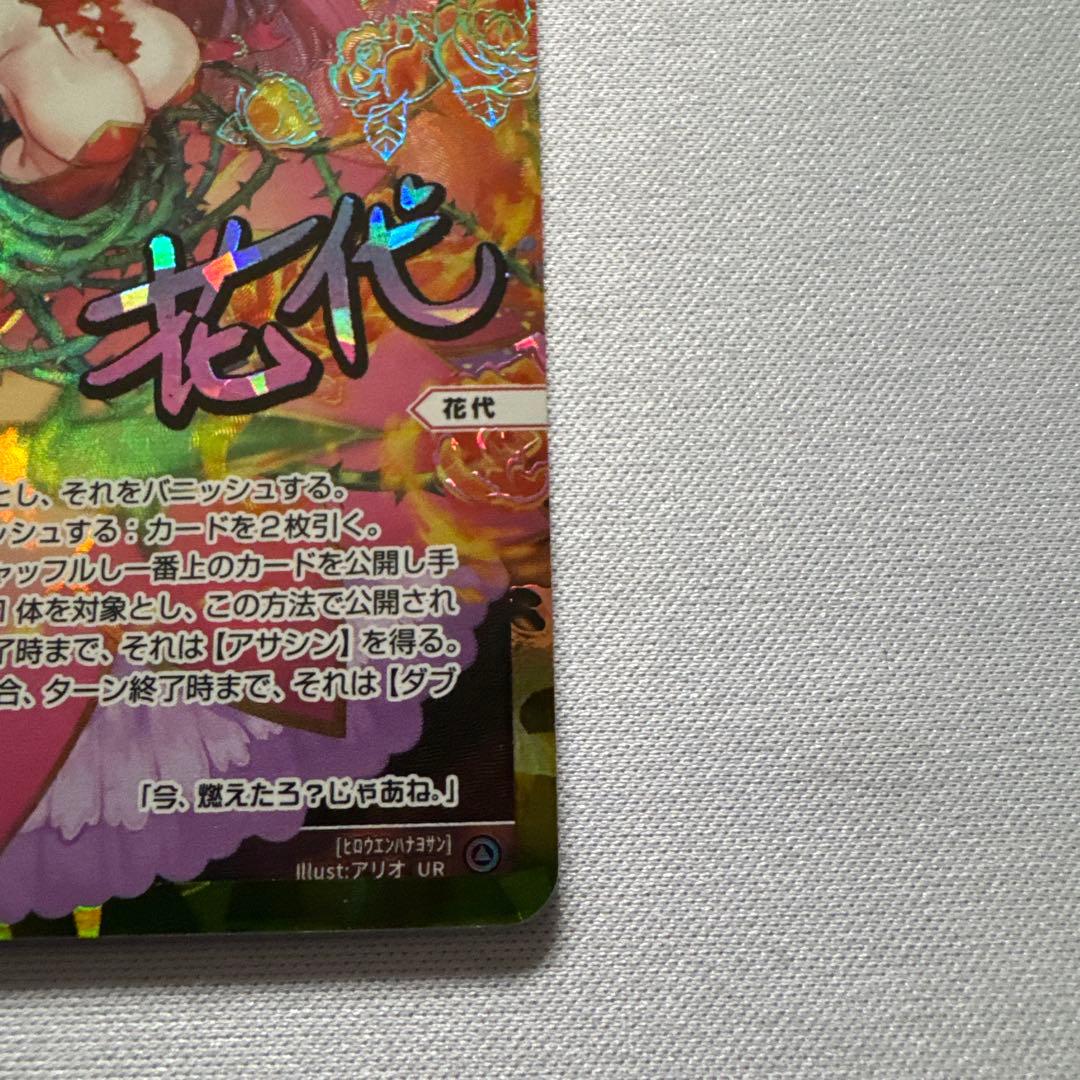 花代
花代
とし、それをバニッシュする。
ッシュする：カードを２枚引く。
ャッフルし一番上のカードを公開し手
１体を対象とし、この方法で公開され
了時まで、それは【アサシン】を得る。
合、ターン終了時まで、それは【ダブ
「今、燃えたろ？じゃあね。」
[ヒロウエンハナヨサン]
Illust:アリオ UR